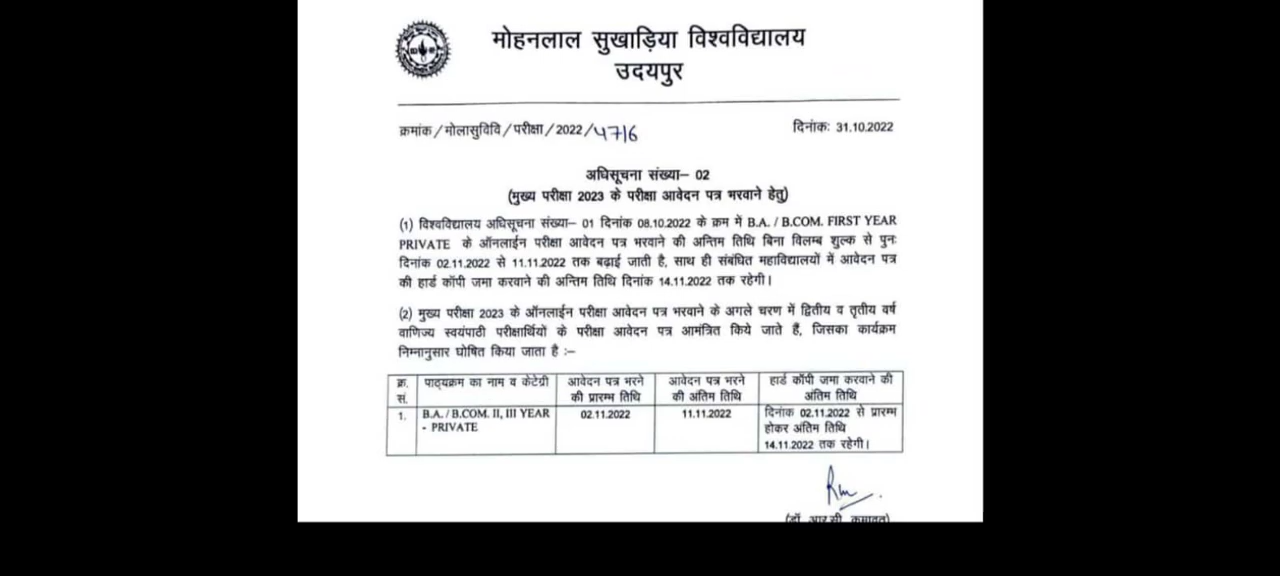 मोहनलाल सुखाड़िया विश्वविद्यालय
उदयपुर
क्रमांक/मोलासुविवि/परीक्षा/2022/4716 दिनांकः 31.10.2022
अधिसूचना संख्या– 02
(मुख्य परीक्षा 2023 के परीक्षा आवेदन पत्र भरवाने हेतु)
(1) विश्वविद्यालय अधिसूचना संख्या– 01 दिनांक 08.10.2022 के क्रम में B.A. / B.COM. FIRST YEAR
PRIVATE के ऑनलाईन परीक्षा आवेदन पत्र भरवाने की अन्तिम तिथि बिना विलम्ब शुल्क से पुनः
दिनांक 02.11.2022 से 11.11.2022 तक बढ़ाई जाती है, साथ ही संबंधित महाविद्यालयों में आवेदन पत्र
की हार्ड कॉपी जमा करवाने की अन्तिम तिथि दिनांक 14.11.2022 तक रहेगी।
(2) मुख्य परीक्षा 2023 के ऑनलाईन परीक्षा आवेदन पत्र भरवाने के अगले चरण में द्वितीय व तृतीय वर्ष
वाणिज्य स्वयंपाठी परीक्षार्थियों के परीक्षा आवेदन पत्र आमंत्रित किये जाते हैं, जिसका कार्यक्रम
निम्नानुसार घोषित किया जाता है :–
क्र. सं. पाठ्यक्रम का नाम व केटेग्री आवेदन पत्र भरने की प्रारम्भ तिथि आवेदन पत्र भरने की अंतिम तिथि हार्ड कॉपी जमा करवाने की अंतिम तिथि
1. B.A. / B.COM. II, III YEAR - PRIVATE 02.11.2022 11.11.2022 दिनांक 02.11.2022 से प्रारम्भ होकर अंतिम तिथि 14.11.2022 तक रहेगी।
(डॉ. आर.सी.